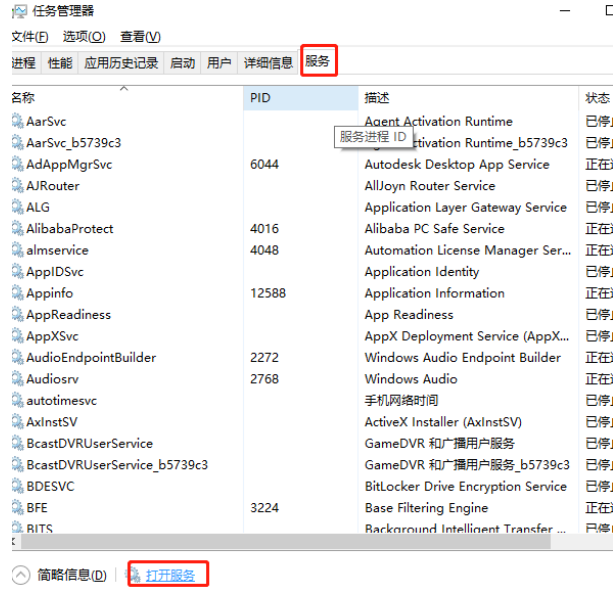 任务管理器
文件(F) 选项(O) 查看(V)
进程 性能 应用历史记录 启动 用户 详细信息 服务
名称 PID 描述 状态
AarSvc Agent Activation Runtime 已停
服务进程 ID
AarSvc_b5739c3 Activation Runtime_b5739c3 已停
AdAppMgrSvc 6044 Autodesk Desktop App Service 正在
AJRouter AllJoyn Router Service 已停
ALG Application Layer Gateway Service 已停
AlibabaProtect 4016 Alibaba PC Safe Service 正在
almservice 4048 Automation License Manager Ser... 正在
AppIDSvc Application Identity 已停
Appinfo 12588 Application Information 正在
AppReadiness App Readiness 已停
AppXSvc AppX Deployment Service (AppX... 已停
AudioEndpointBuilder 2272 Windows Audio Endpoint Builder 正在
Audiosrv 2768 Windows Audio 正在
autotimesvc 手机网络时间 已停
AxInstSV ActiveX Installer (AxInstSV) 已停
BcastDVRUserService GameDVR 和广播用户服务 已停
BcastDVRUserService_b5739c3 GameDVR 和广播用户服务_b5739c3 已停
BDESVC BitLocker Drive Encryption Service 已停
BFE 3224 Base Filtering Engine 正在
BITS Background Intelligent Transfer ... 已停
简略信息(D) 打开服务